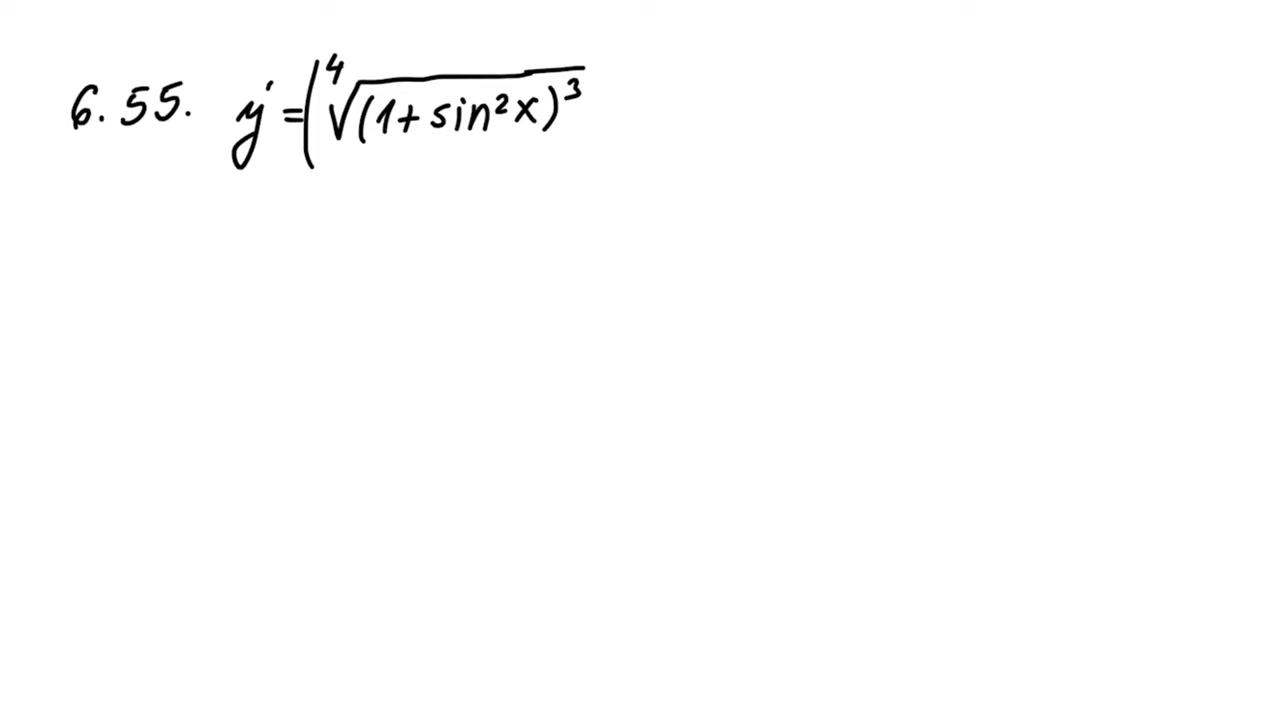 6.55. y' = ( ⁴√(1 + sin²x)³